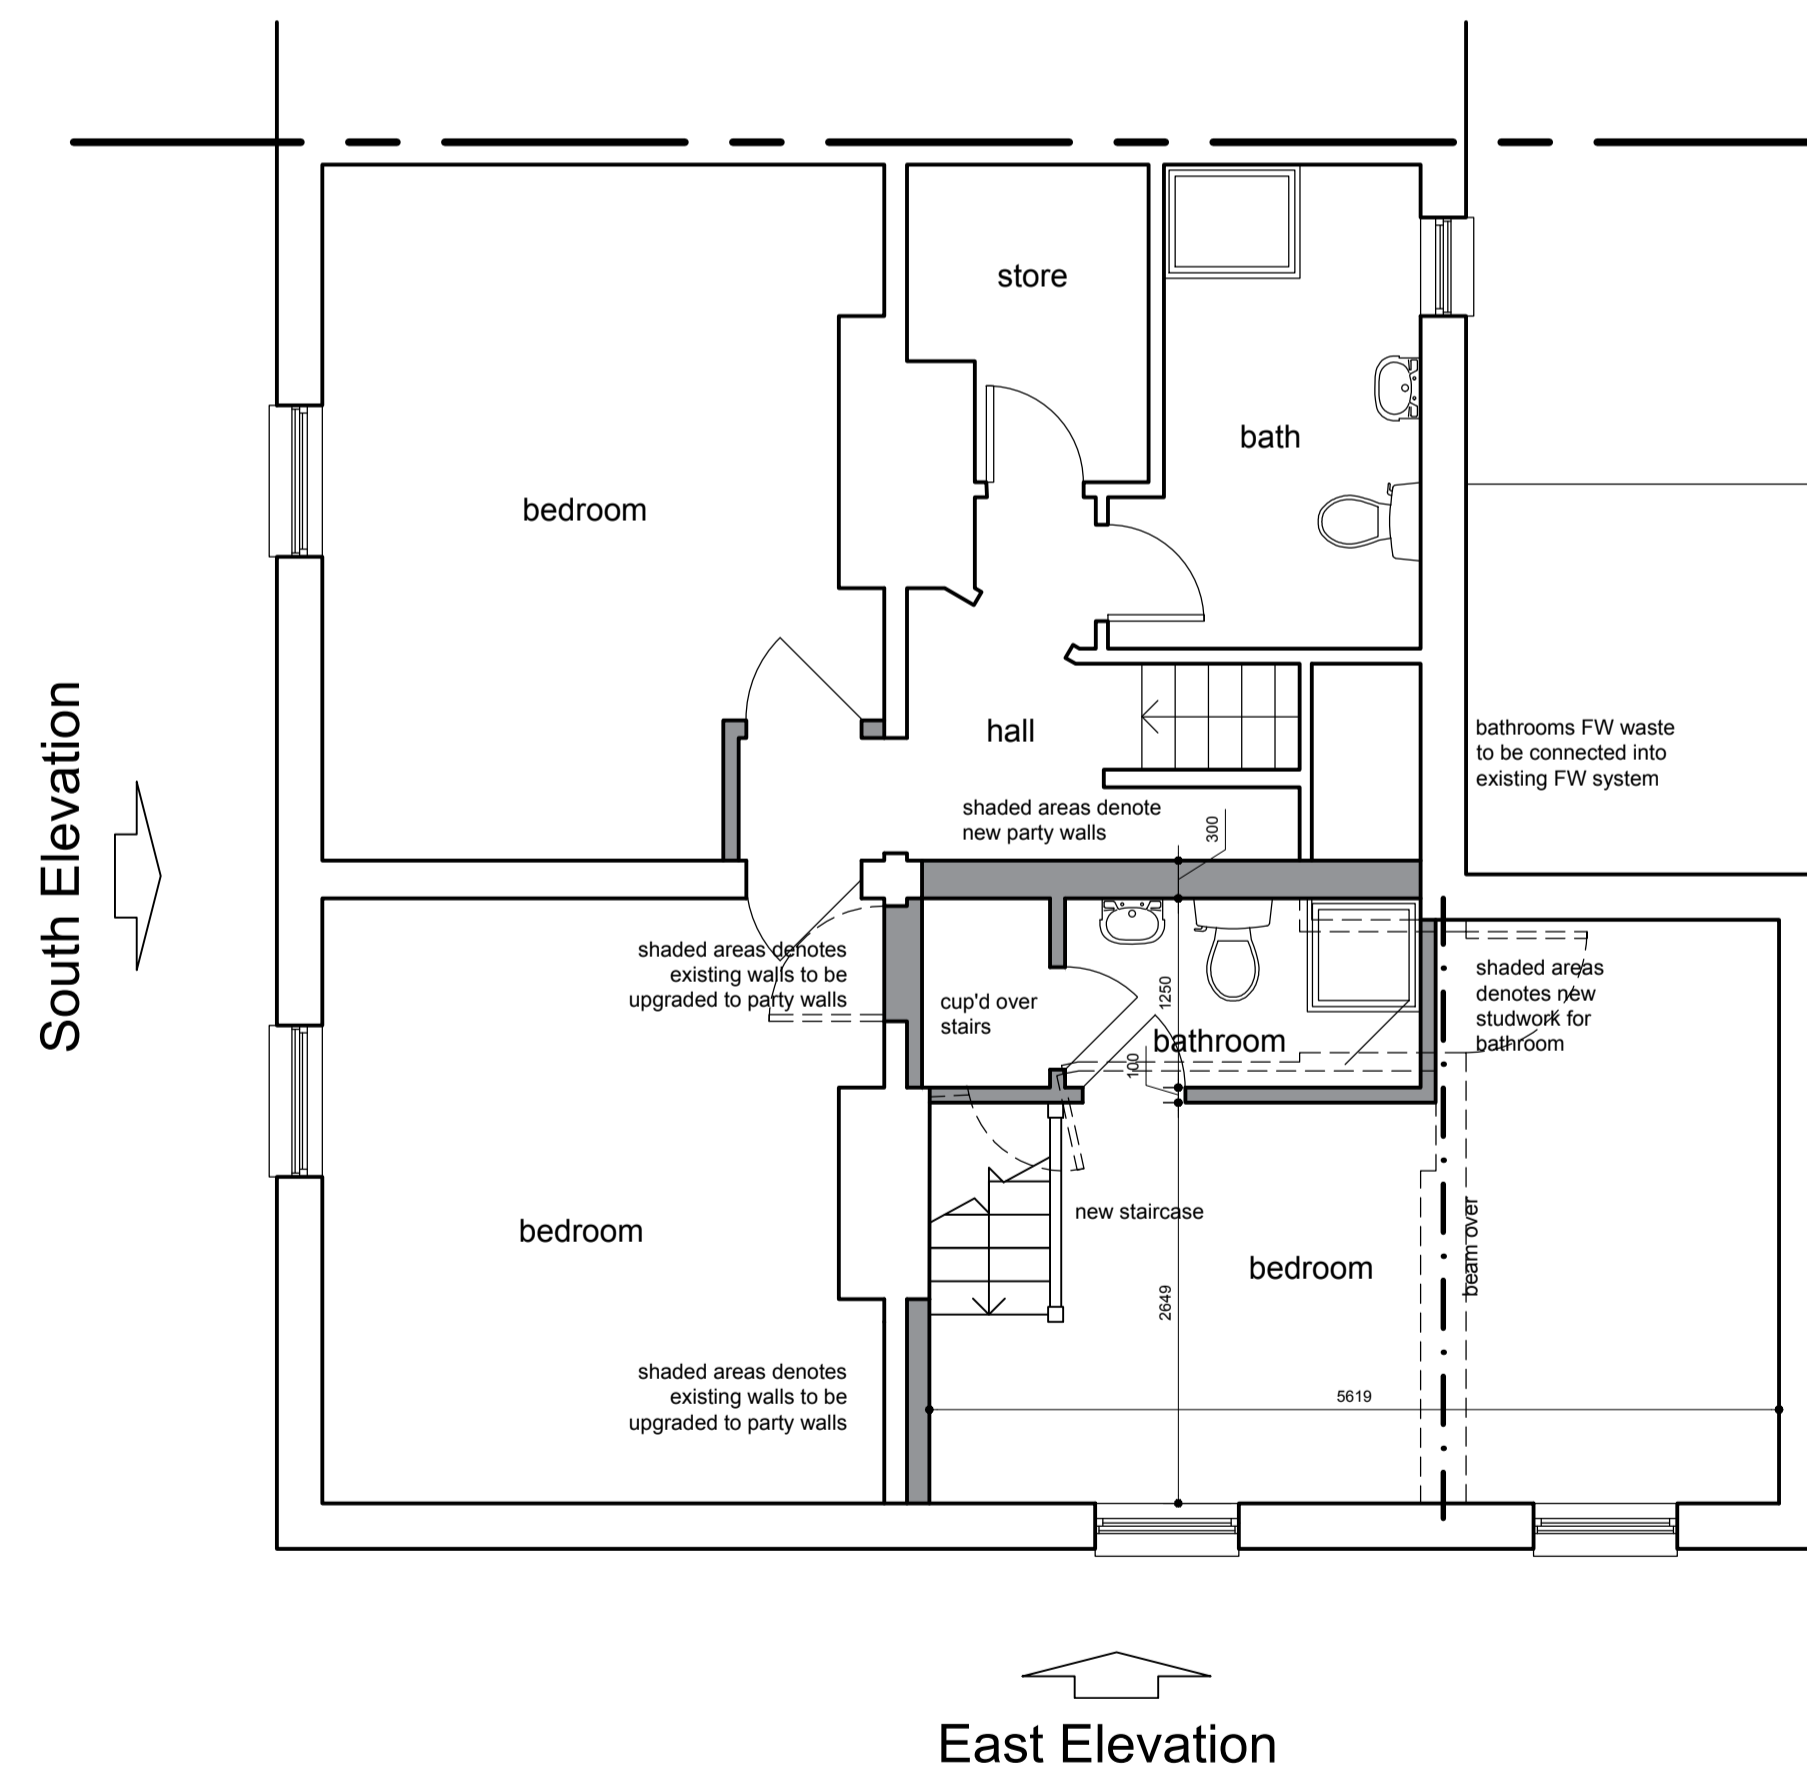 store
bath
bedroom
South Elevation
hall
bathrooms FW waste
to be connected into
existing FW system
shaded areas denote
new party walls
300
shaded areas denotes
existing walls to be
upgraded to party walls
cup'd over
stairs
1250
bathroom
100
shaded areas
denotes new
studwork for
bathroom
new staircase
bedroom
bedroom
beam over
2649
shaded areas denotes
existing walls to be
upgraded to party walls
5619
East Elevation